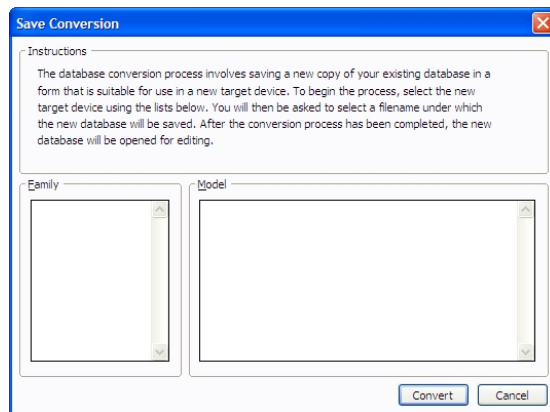 Save Conversion
Instructions
The database conversion process involves saving a new copy of your existing database in a
form that is suitable for use in a new target device. To begin the process, select the new
target device using the lists below. You will then be asked to select a filename under which
the new database will be saved. After the conversion process has been completed, the new
database will be opened for editing.
Family
Model
Convert
Cancel